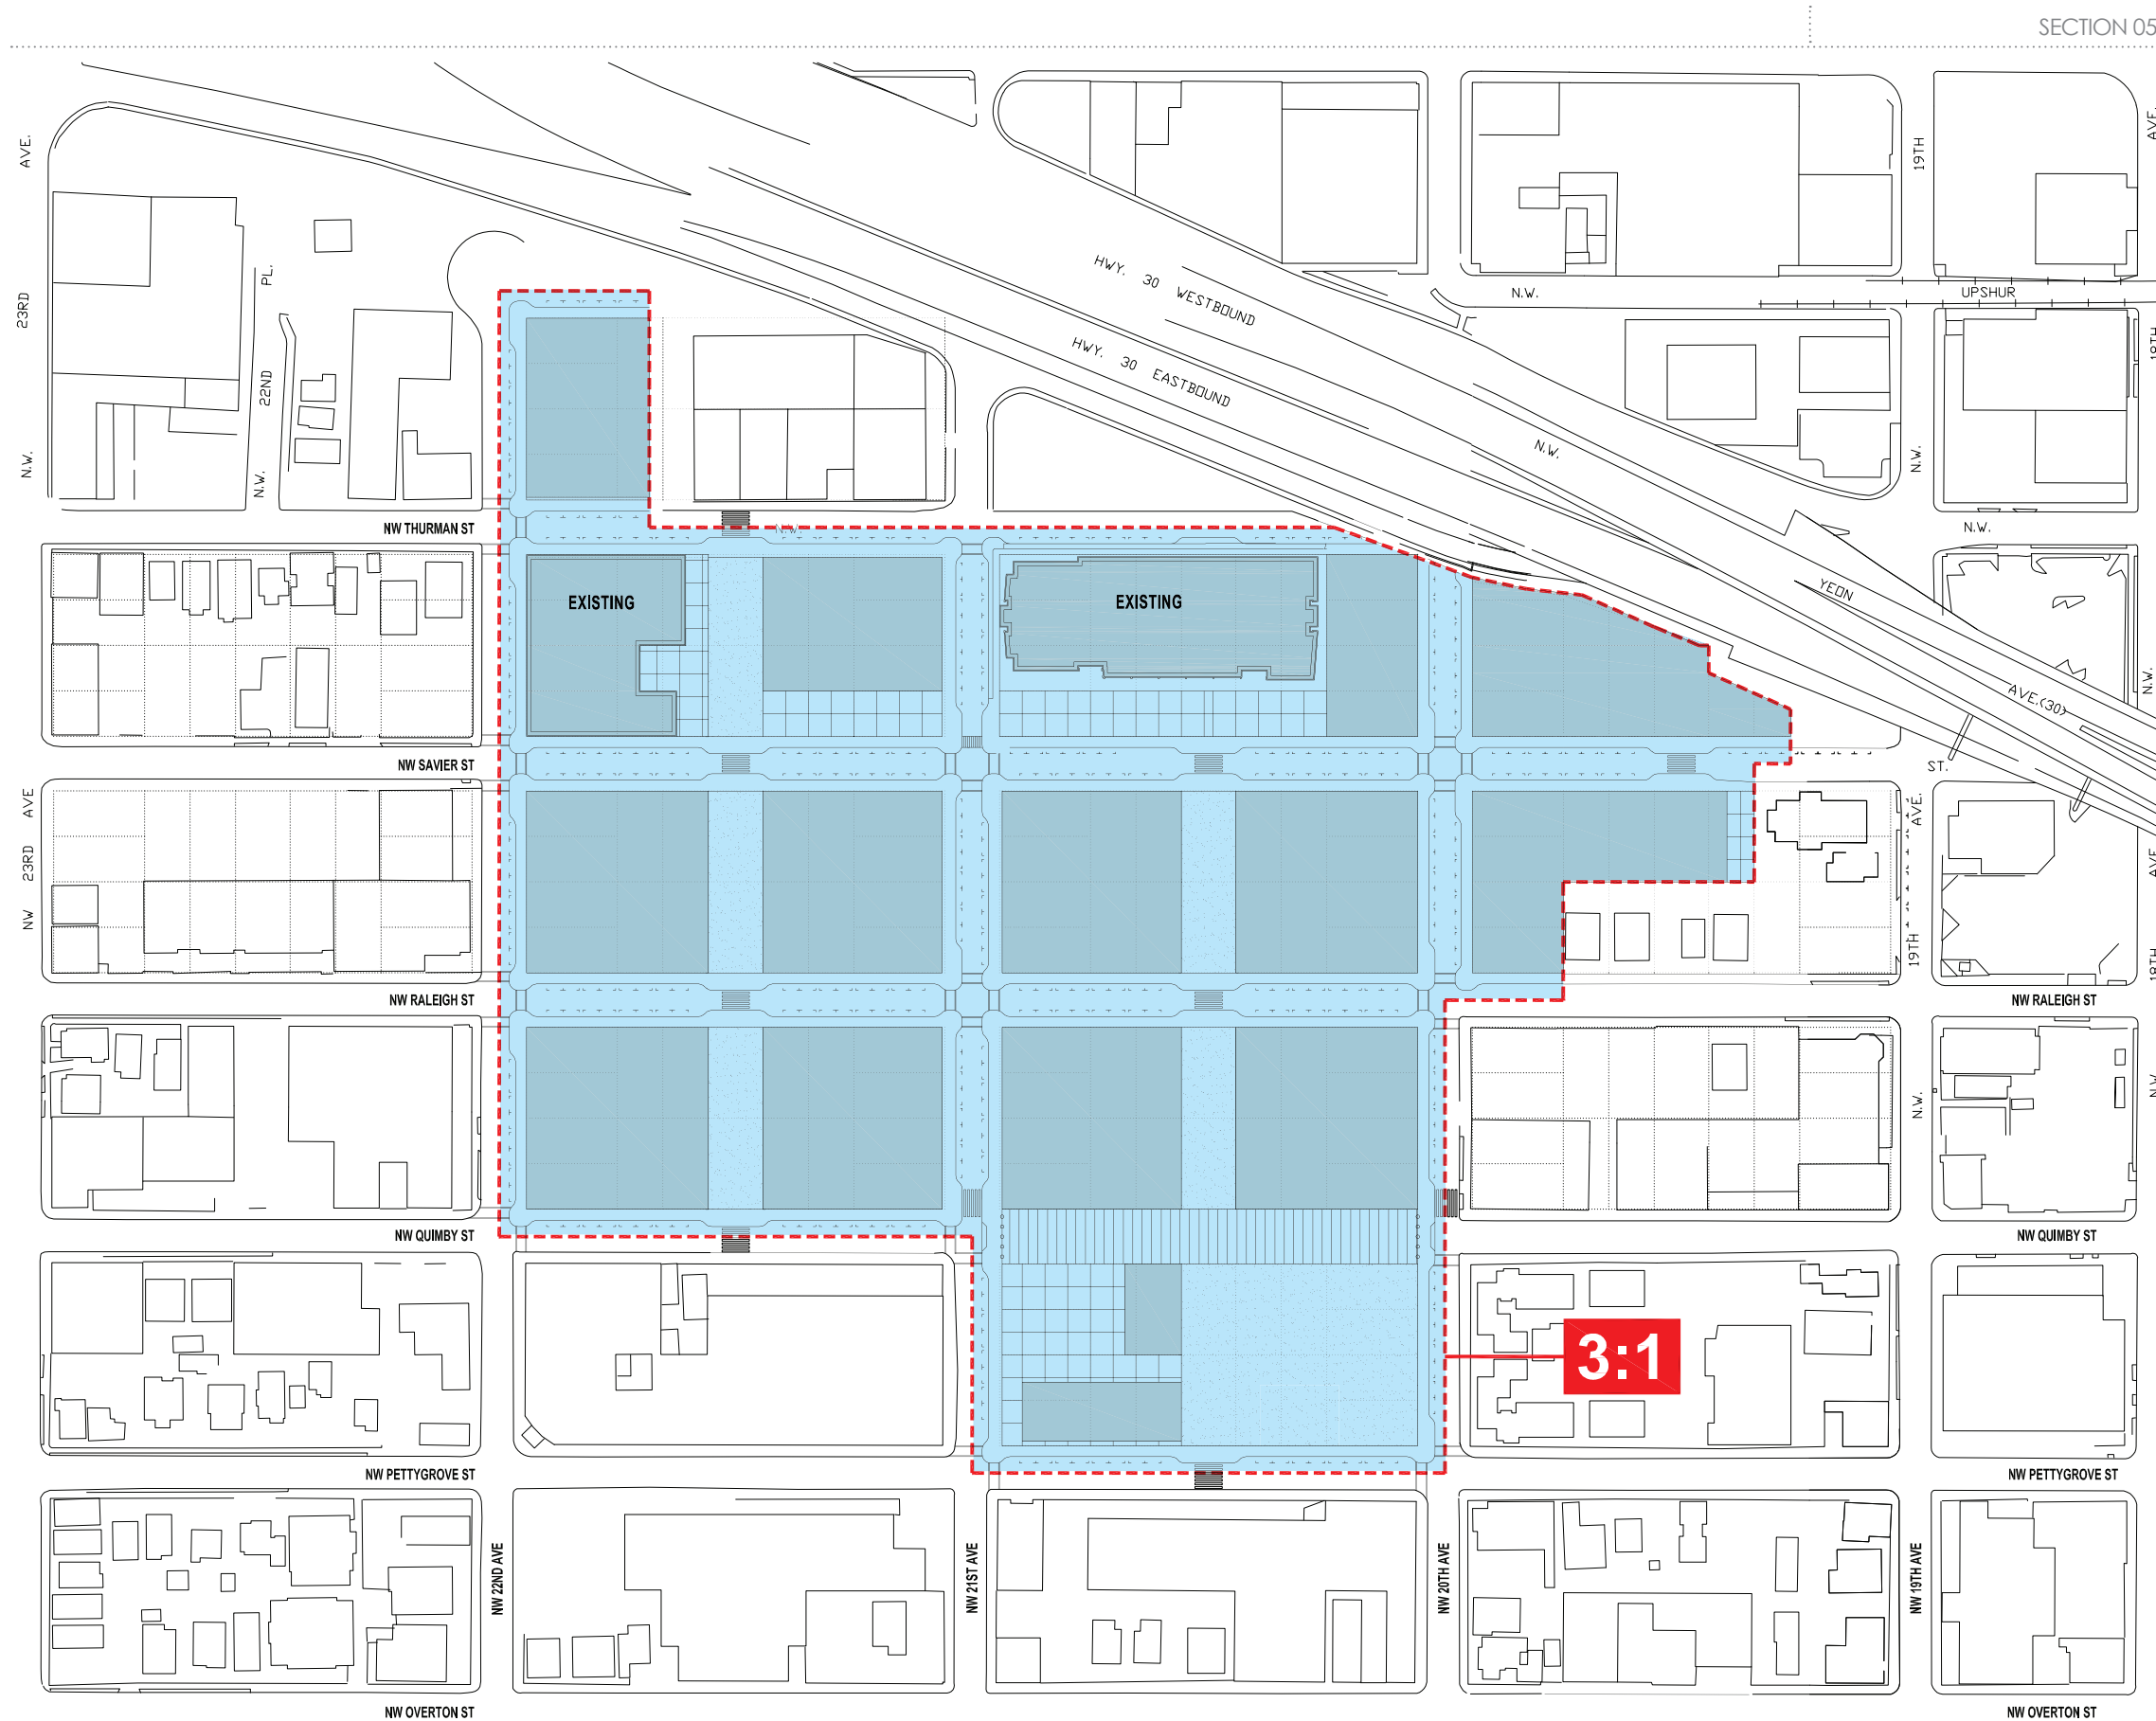 SECTION 05
AVE.
23RD
N.W.
PL.
22ND
N.W.
HWY. 30 WESTBOUND
HWY. 30 EASTBOUND
N.W.
UPSHUR
19TH
N.W.
AVE.
18TH
N.W.
N.W.
N.W.
YEON
AVE.(30)
N.W.
ST.
NW THURMAN ST
N.W.
EXISTING
EXISTING
NW SAVIER ST
AVE
23RD
NW
AVE.
19TH
N.W.
AVE
18TH
NW
NW RALEIGH ST
NW RALEIGH ST
NW QUIMBY ST
NW QUIMBY ST
3:1
NW PETTYGROVE ST
NW PETTYGROVE ST
NW 22ND AVE
NW 21ST AVE
NW 20TH AVE
NW 19TH AVE
NW OVERTON ST
NW OVERTON ST